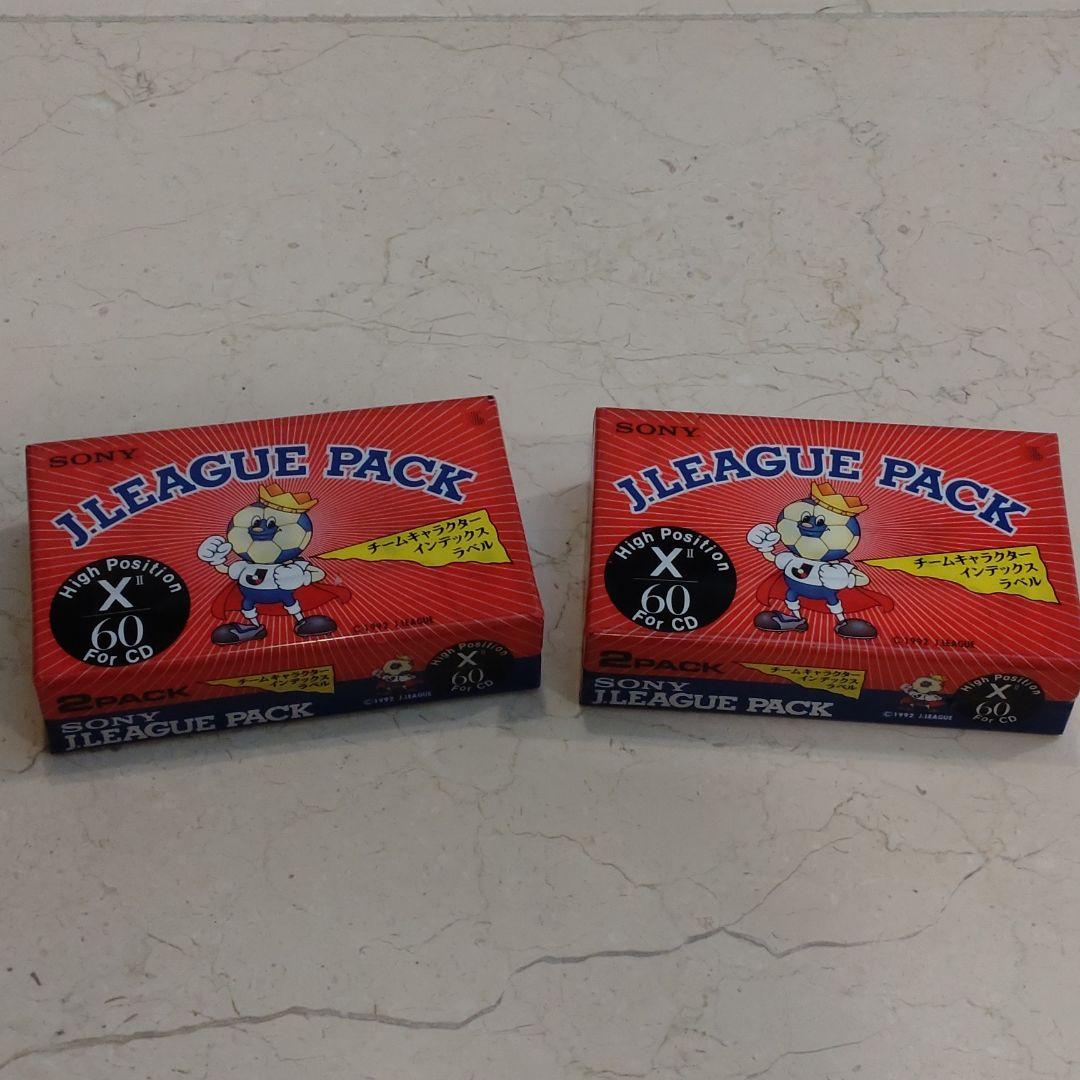 SONY
J.LEAGUE PACK
High Position
XII
60
For CD
チームキャラクター
インデックス
ラベル
J
©1992 J.LEAGUE
2PACK
SONY
J.LEAGUE PACK
チームキャラクター
インデックス
ラベル
©1992 J.LEAGUE
High Position
XII
60
For CD
SONY
J.LEAGUE PACK
High Position
XII
60
For CD
チームキャラクター
インデックス
ラベル
J
©1992 J.LEAGUE
2PACK
SONY
J.LEAGUE PACK
チームキャラクター
インデックス
ラベル
©1992 J.LEAGUE
High Position
XII
60
For CD